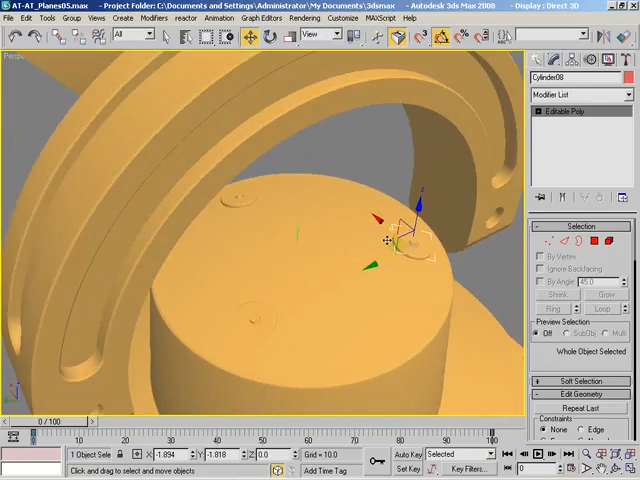 AT-AT_Planes05.max - Project Folder: C:\Documents and Settings\Administrator\My Documents\3dsmax - Autodesk 3ds Max 2008 - Display : Direct 3D
File Edit Tools Group Views Create Modifiers reactor Animation Graph Editors Rendering Customize MAXScript Help
All View
Cylinder08
Modifier List
Editable Poly
Selection
By Vertex
Ignore Backfacing
By Angle: 45.0
Shrink Grow
Ring Loop
Preview Selection
Off SubObj Multi
Whole Object Selected
Soft Selection
Edit Geometry
Repeat Last
Constraints
None Edge
z
0 / 100
0 10 20 30 40 50 60 70 80 90 100
1 Object Sele X: -1.894 Y: -1.818 Z: 0.0 Grid = 10.0 Auto Key Selected
Click and drag to select and move objects Add Time Tag Set Key Key Filters... 0